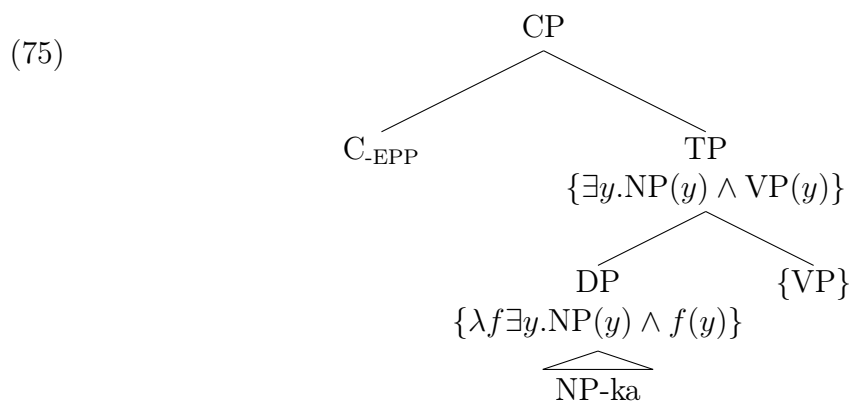 (75)
CP
C-EPP TP
{∃y.NP(y) ∧ VP(y)}
DP {VP}
{λf∃y.NP(y) ∧ f(y)}
NP-ka